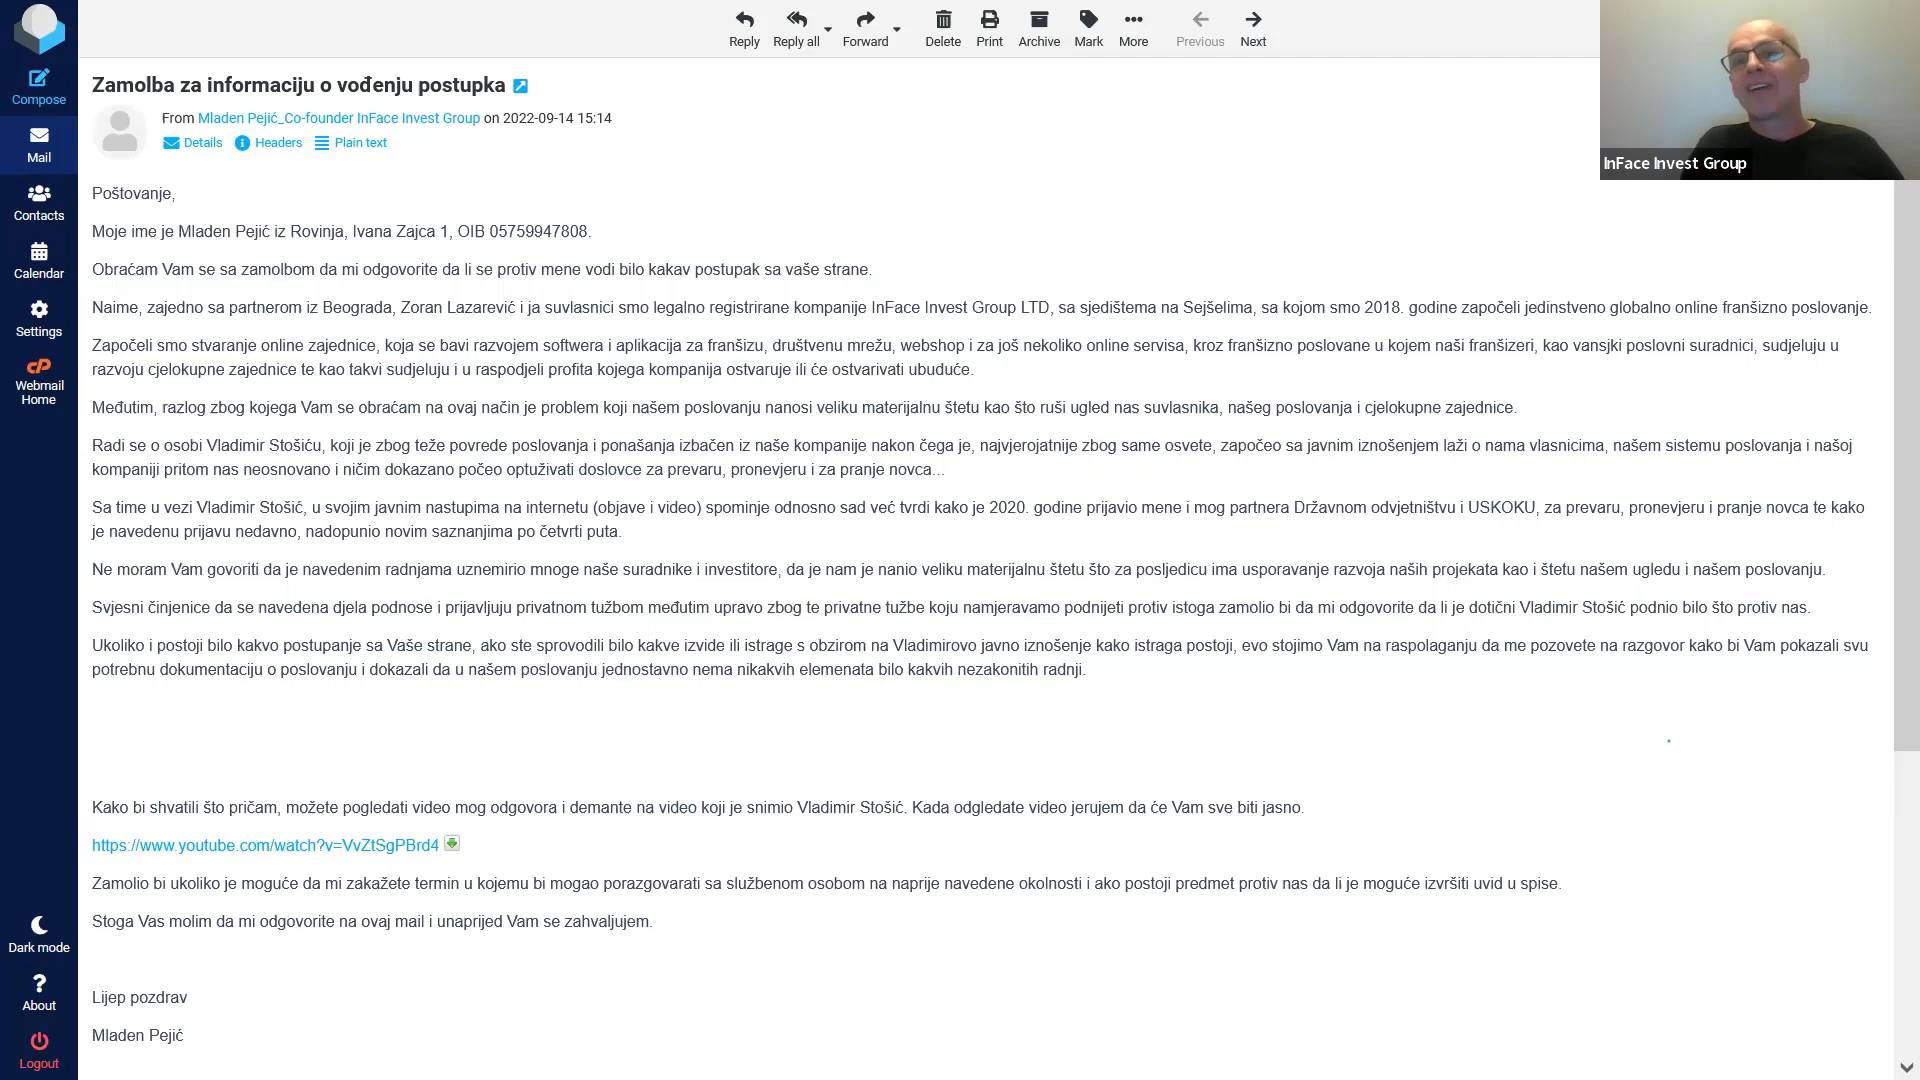 Reply
Reply all
Forward
Delete
Print
Archive
Mark
More
Previous
Next
Compose
Mail
Contacts
Calendar
Settings
cP
Webmail
Home
Dark mode
About
Logout
InFace Invest Group
Zamolba za informaciju o vođenju postupka
From Mladen Pejić_Co-founder InFace Invest Group on 2022-09-14 15:14
Details Headers Plain text
Poštovanje,
Moje ime je Mladen Pejić iz Rovinja, Ivana Zajca 1, OIB 05759947808.
Obraćam Vam se sa zamolbom da mi odgovorite da li se protiv mene vodi bilo kakav postupak sa vaše strane.
Naime, zajedno sa partnerom iz Beograda, Zoran Lazarević i ja suvlasnici smo legalno registrirane kompanije InFace Invest Group LTD, sa sjedištema na Sejšelima, sa kojom smo 2018. godine započeli jedinstveno globalno online franšizno poslovanje.
Započeli smo stvaranje online zajednice, koja se bavi razvojem softwera i aplikacija za franšizu, društvenu mrežu, webshop i za još nekoliko online servisa, kroz franšizno poslovane u kojem naši franšizeri, kao vansjki poslovni suradnici, sudjeluju u
razvoju cjelokupne zajednice te kao takvi sudjeluju i u raspodjeli profita kojega kompanija ostvaruje ili će ostvarivati ubuduće.
Međutim, razlog zbog kojega Vam se obraćam na ovaj način je problem koji našem poslovanju nanosi veliku materijalnu štetu kao što ruši ugled nas suvlasnika, našeg poslovanja i cjelokupne zajednice.
Radi se o osobi Vladimir Stošiću, koji je zbog teže povrede poslovanja i ponašanja izbačen iz naše kompanije nakon čega je, najvjerojatnije zbog same osvete, započeo sa javnim iznošenjem laži o nama vlasnicima, našem sistemu poslovanja i našoj
kompaniji pritom nas neosnovano i ničim dokazano počeo optuživati doslovce za prevaru, pronevjeru i za pranje novca...
Sa time u vezi Vladimir Stošić, u svojim javnim nastupima na internetu (objave i video) spominje odnosno sad već tvrdi kako je 2020. godine prijavio mene i mog partnera Državnom odvjetništvu i USKOKU, za prevaru, pronevjeru i pranje novca te kako
je navedenu prijavu nedavno, nadopunio novim saznanjima po četvrti puta.
Ne moram Vam govoriti da je navedenim radnjama uznemirio mnoge naše suradnike i investitore, da je nam je nanio veliku materijalnu štetu što za posljedicu ima usporavanje razvoja naših projekata kao i štetu našem ugledu i našem poslovanju.
Svjesni činjenice da se navedena djela podnose i prijavljuju privatnom tužbom međutim upravo zbog te privatne tužbe koju namjeravamo podnijeti protiv istoga zamolio bi da mi odgovorite da li je dotični Vladimir Stošić podnio bilo što protiv nas.
Ukoliko i postoji bilo kakvo postupanje sa Vaše strane, ako ste sprovodili bilo kakve izvide ili istrage s obzirom na Vladimirovo javno iznošenje kako istraga postoji, evo stojimo Vam na raspolaganju da me pozovete na razgovor kako bi Vam pokazali svu
potrebnu dokumentaciju o poslovanju i dokazali da u našem poslovanju jednostavno nema nikakvih elemenata bilo kakvih nezakonitih radnji.
Kako bi shvatili što pričam, možete pogledati video mog odgovora i demante na video koji je snimio Vladimir Stošić. Kada odgledate video jerujem da će Vam sve biti jasno.
https://www.youtube.com/watch?v=VvZtSgPBrd4
Zamolio bi ukoliko je moguće da mi zakažete termin u kojemu bi mogao porazgovarati sa službenom osobom na naprije navedene okolnosti i ako postoji predmet protiv nas da li je moguće izvršiti uvid u spise.
Stoga Vas molim da mi odgovorite na ovaj mail i unaprijed Vam se zahvaljujem.
Lijep pozdrav
Mladen Pejić